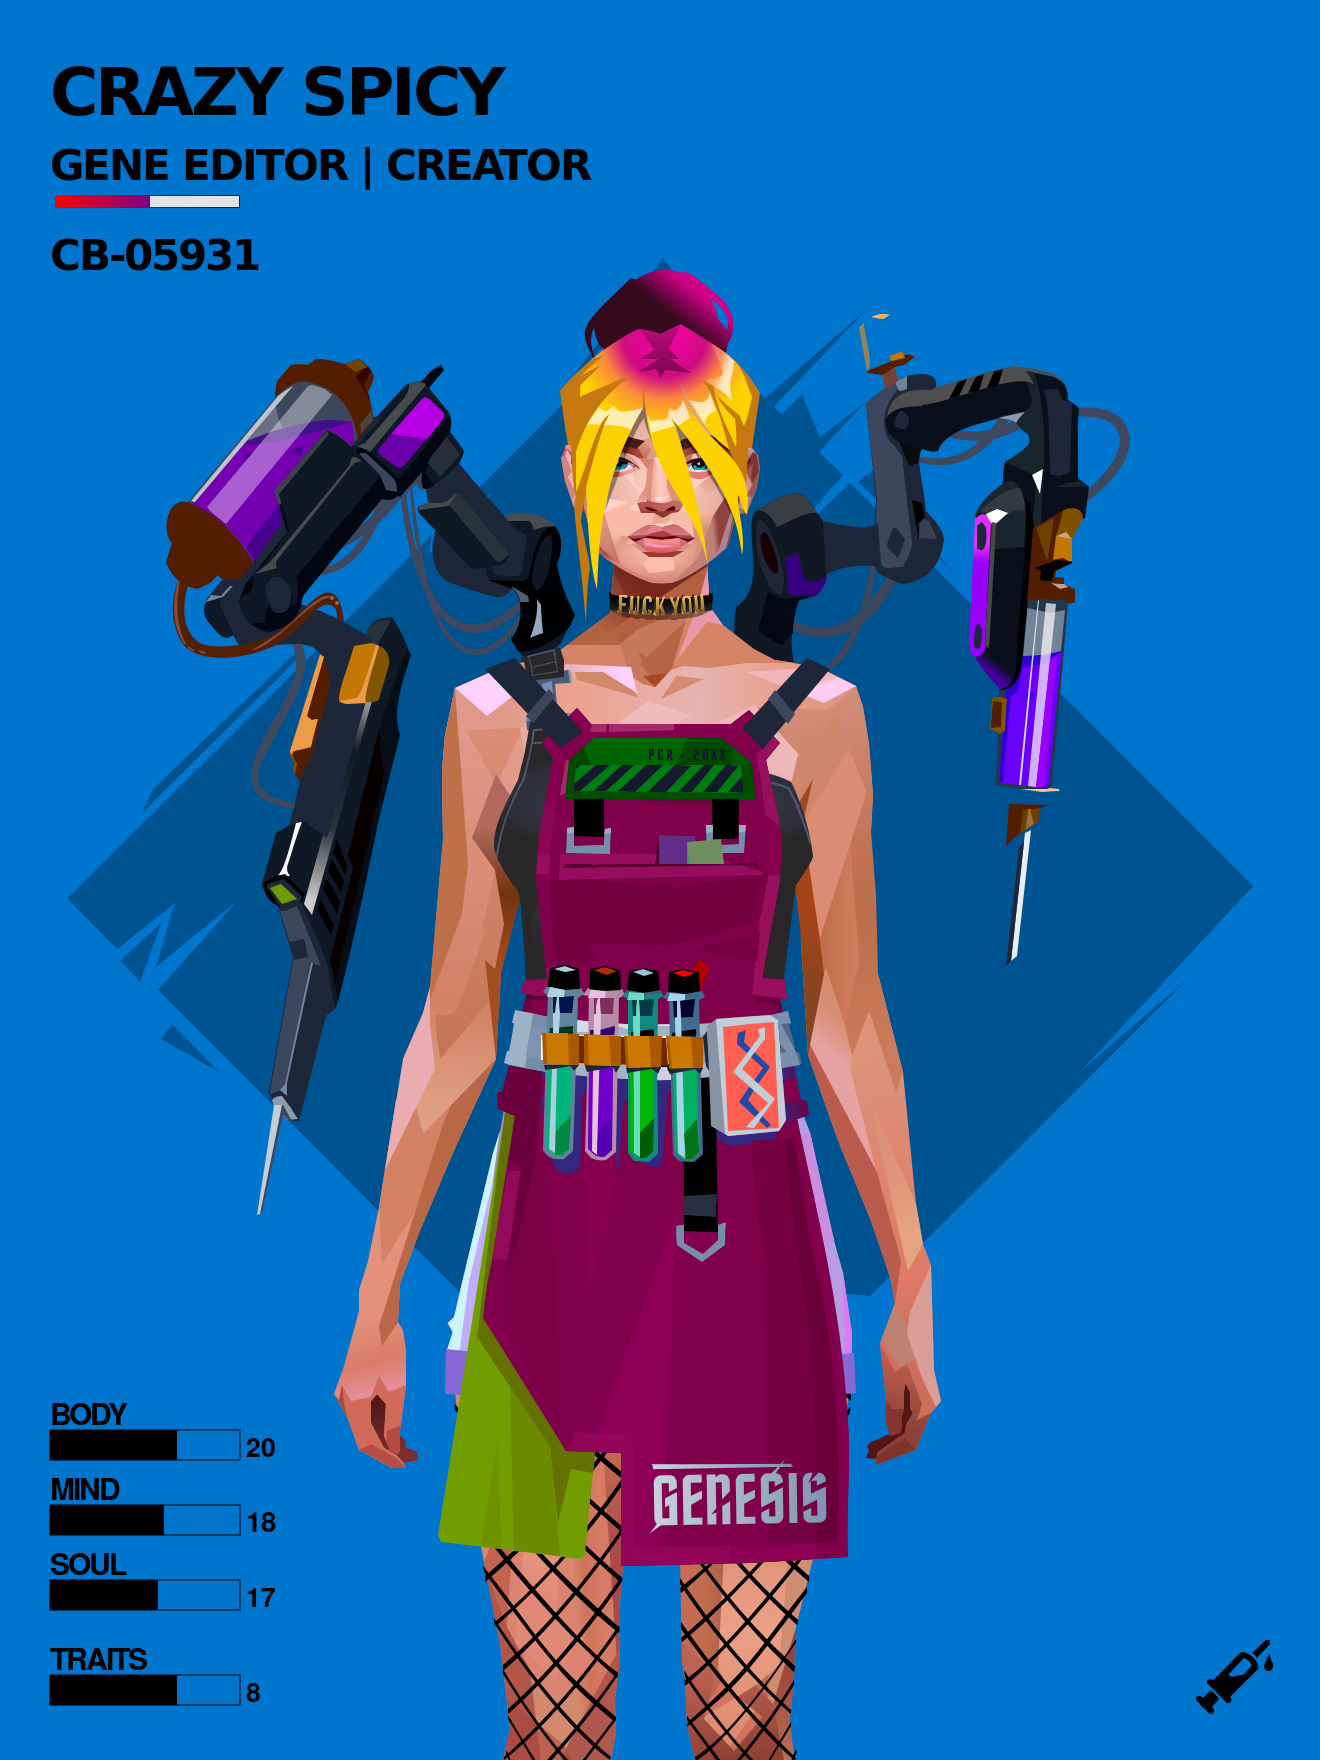 CRAZY SPICY
GENE EDITOR | CREATOR
CB-05931
FUCK YOU
PCR 20XX
GENESIS
BODY
20
MIND
18
SOUL
17
TRAITS
8